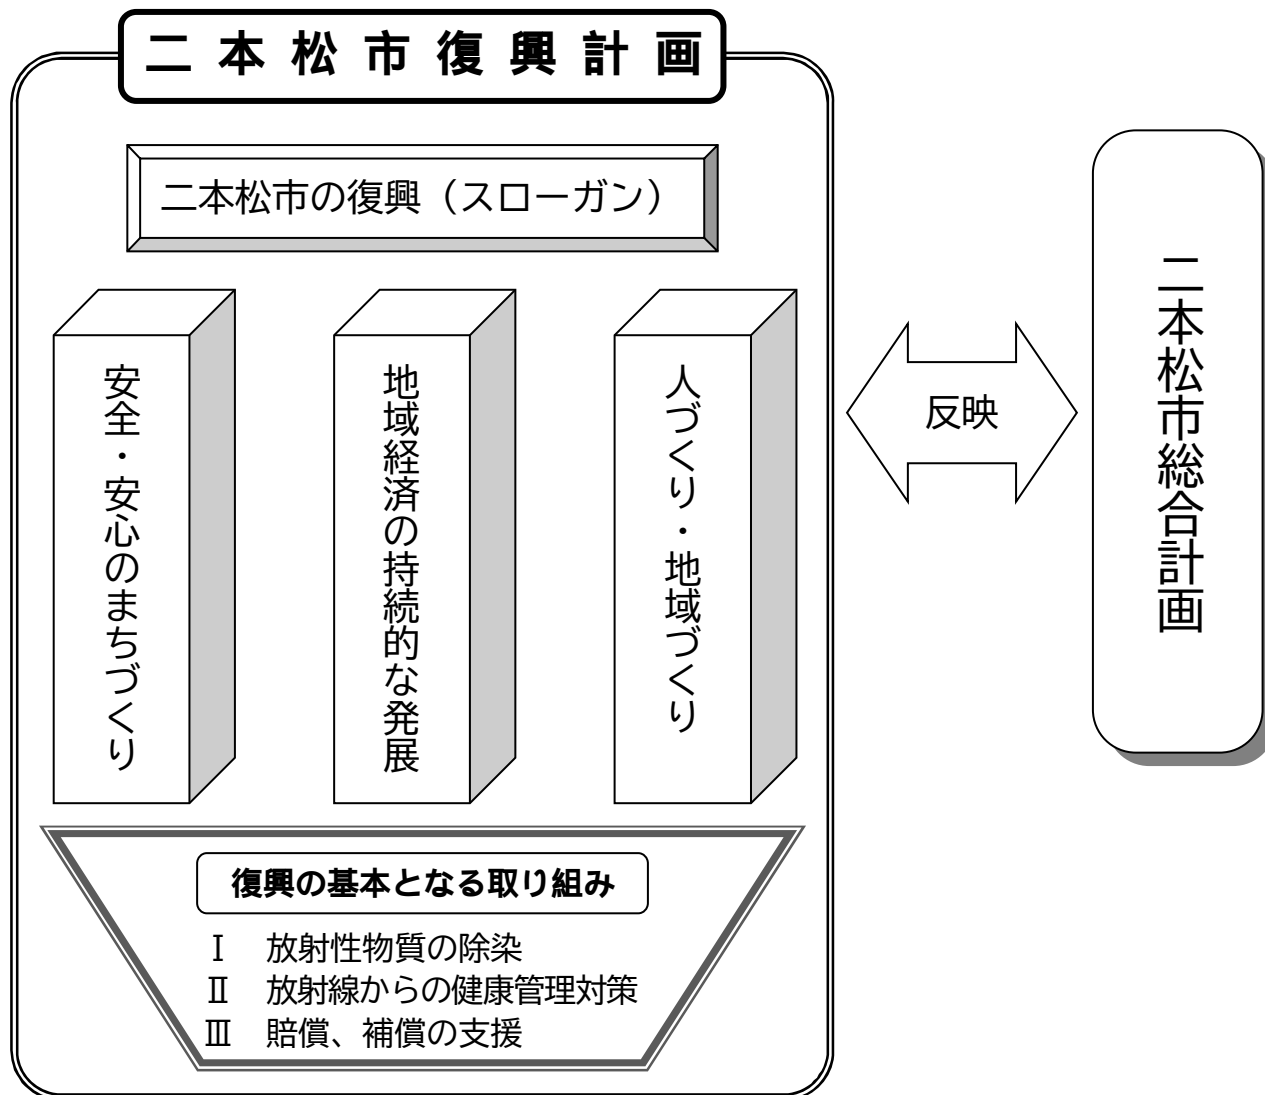 二本松市復興計画
二本松市の復興（スローガン）
安全・安心のまちづくり
地域経済の持続的な発展
人づくり・地域づくり
復興の基本となる取り組み
Ⅰ　放射性物質の除染
Ⅱ　放射線からの健康管理対策
Ⅲ　賠償、補償の支援
反映
二本松市総合計画